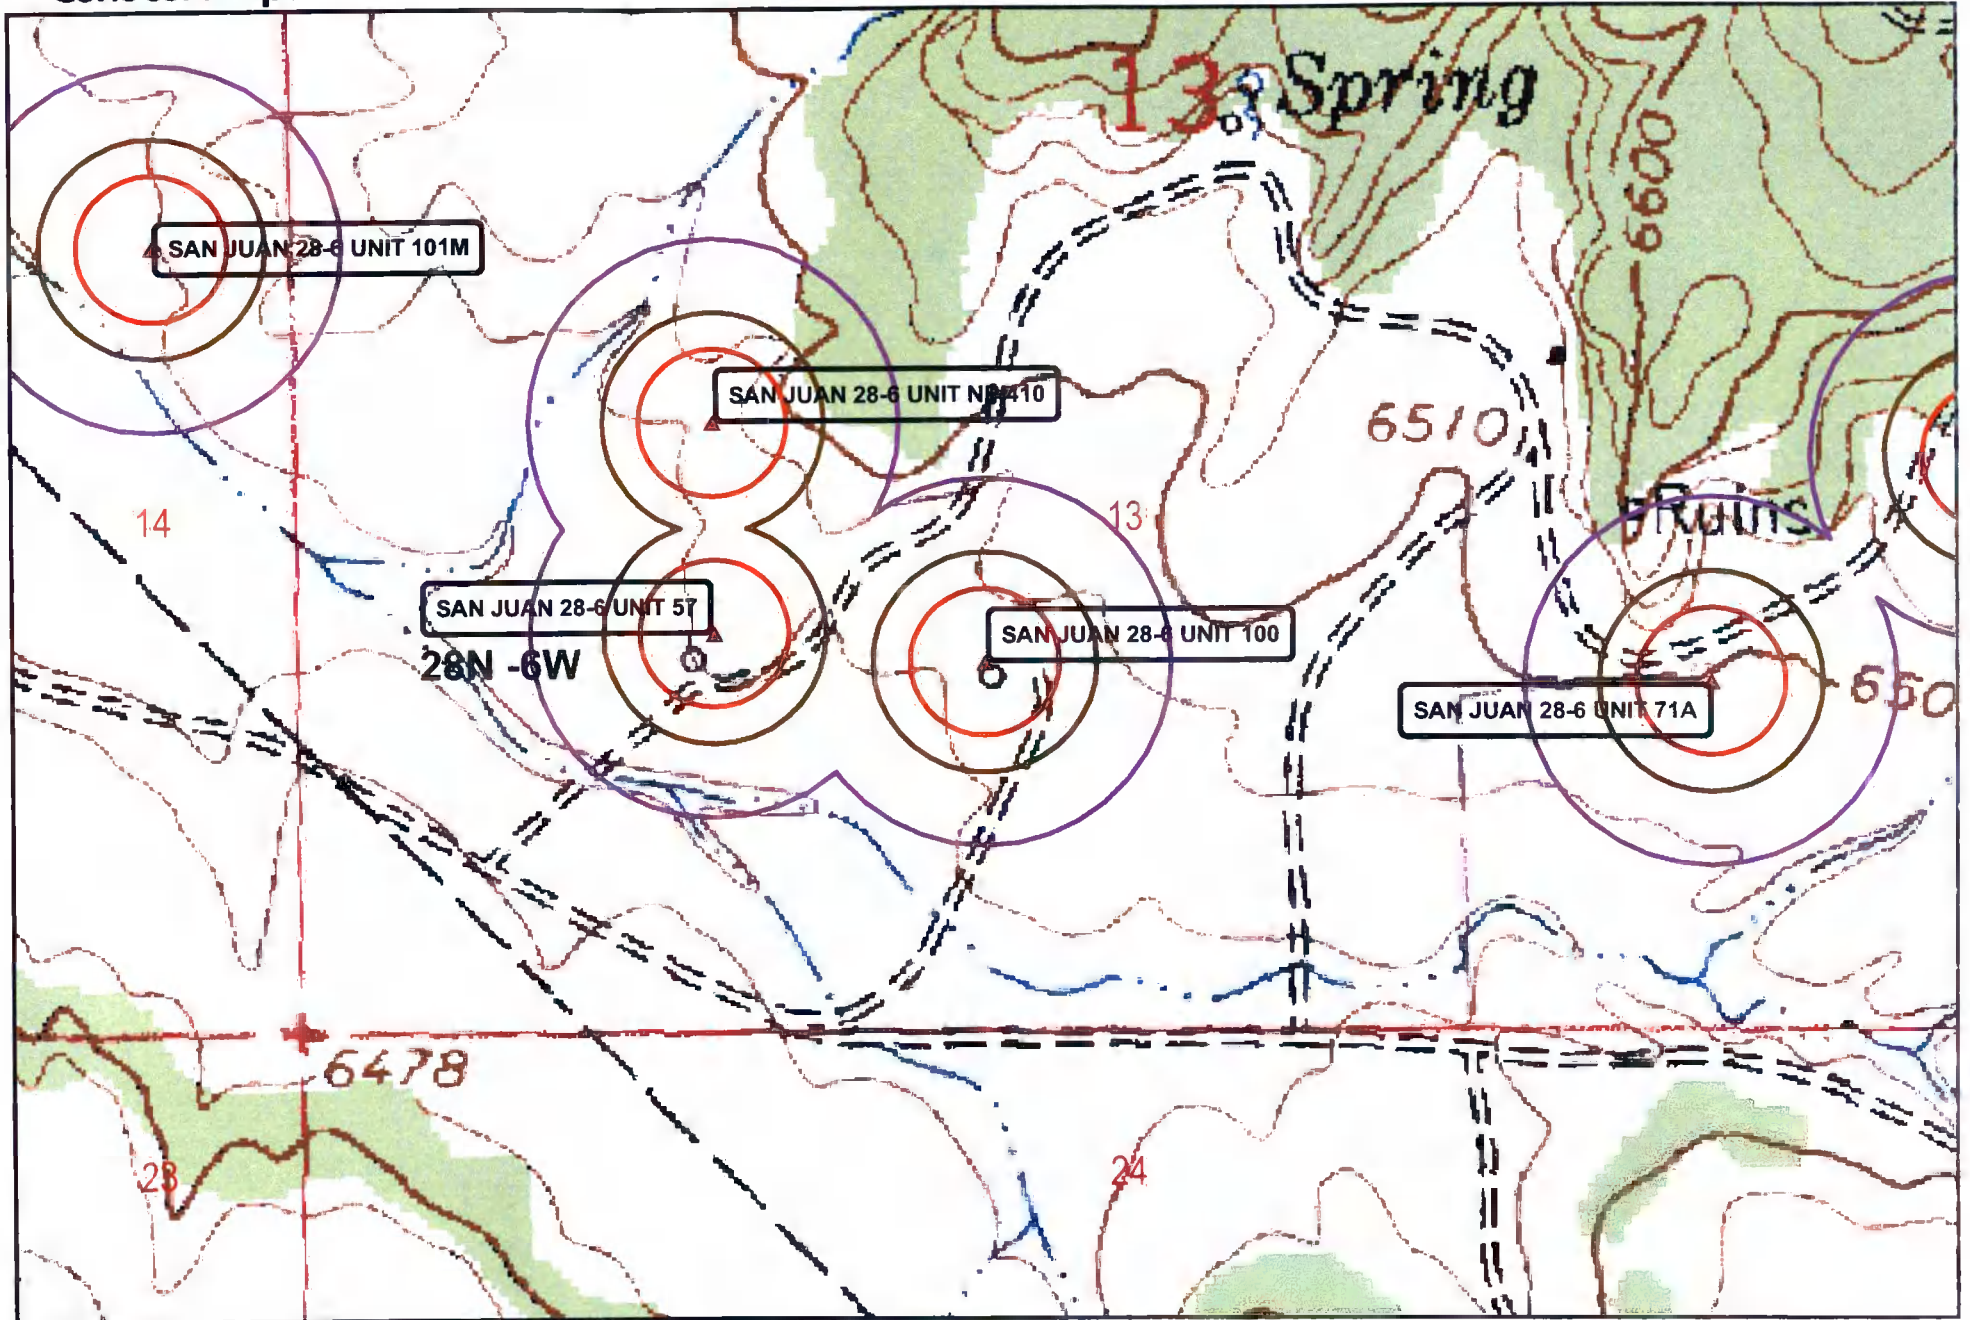 13
Spring
6600
SAN JUAN 28-6 UNIT 101M
SAN JUAN 28-6 UNIT NP 410
6510
14
13
Ruins
SAN JUAN 28-6 UNIT 57
SAN JUAN 28-6 UNIT 100
28N -6W
SAN JUAN 28-6 UNIT 71A
650
6478
23
24